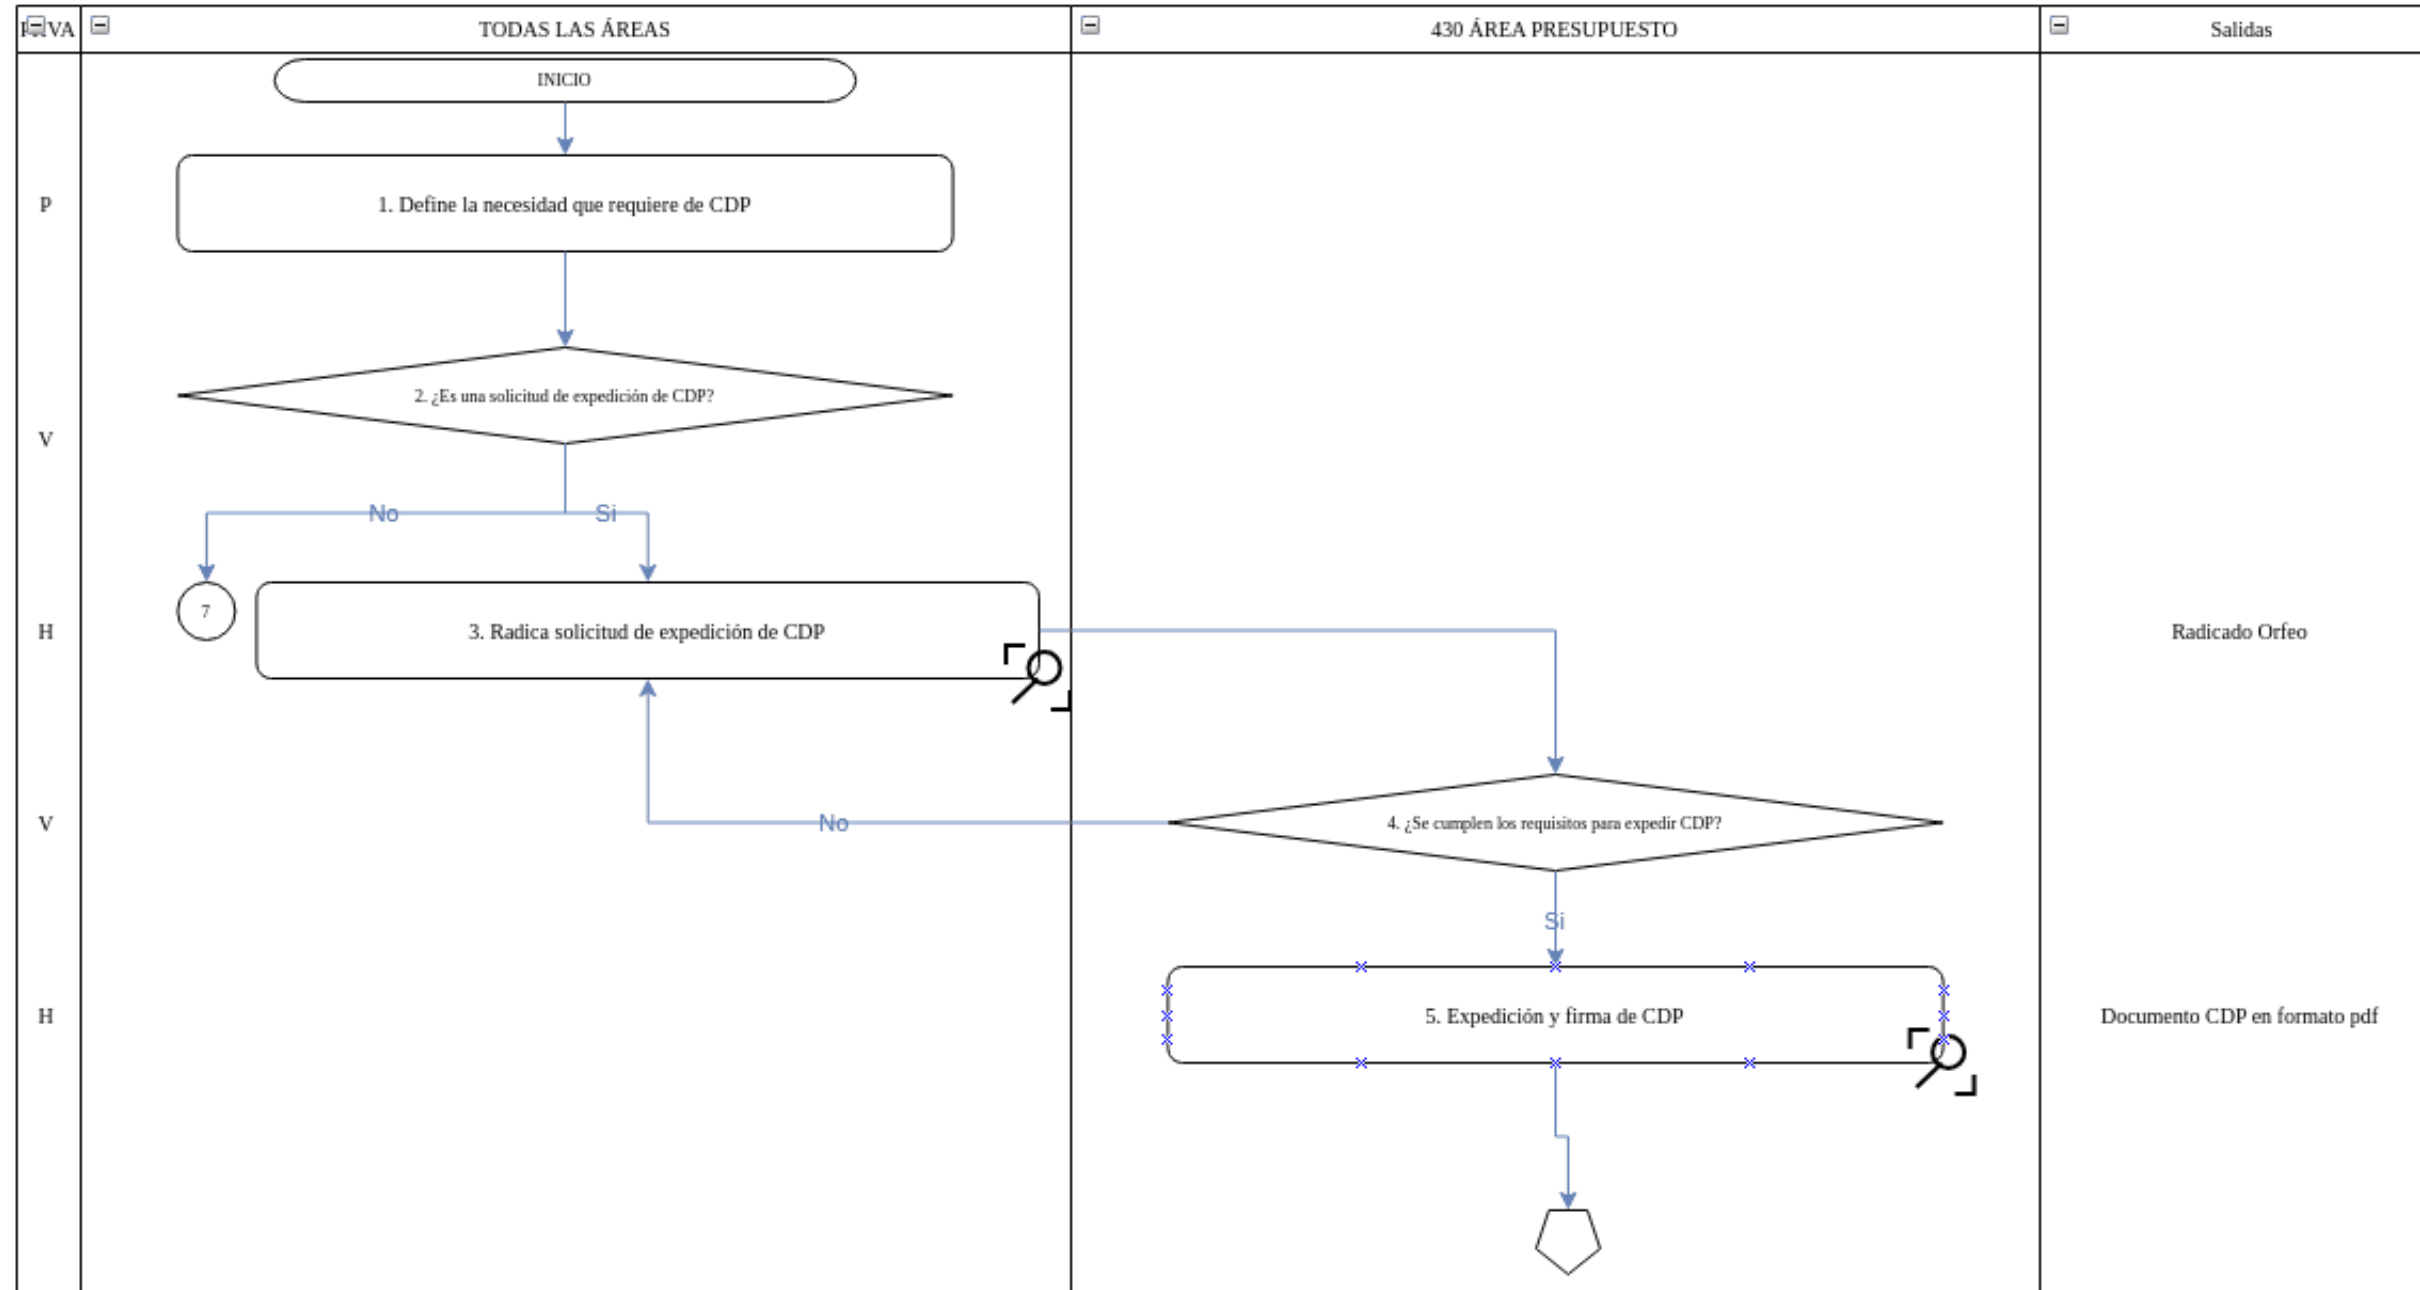 TODAS LAS ÁREAS
430 ÁREA PRESUPUESTO
Salidas
INICIO
P
1. Define la necesidad que requiere de CDP
2. ¿Es una solicitud de expedición de CDP?
V
No
Si
7
H
3. Radica solicitud de expedición de CDP
Radicado Orfeo
V
No
4. ¿Se cumplen los requisitos para expedir CDP?
Si
H
5. Expedición y firma de CDP
Documento CDP en formato pdf